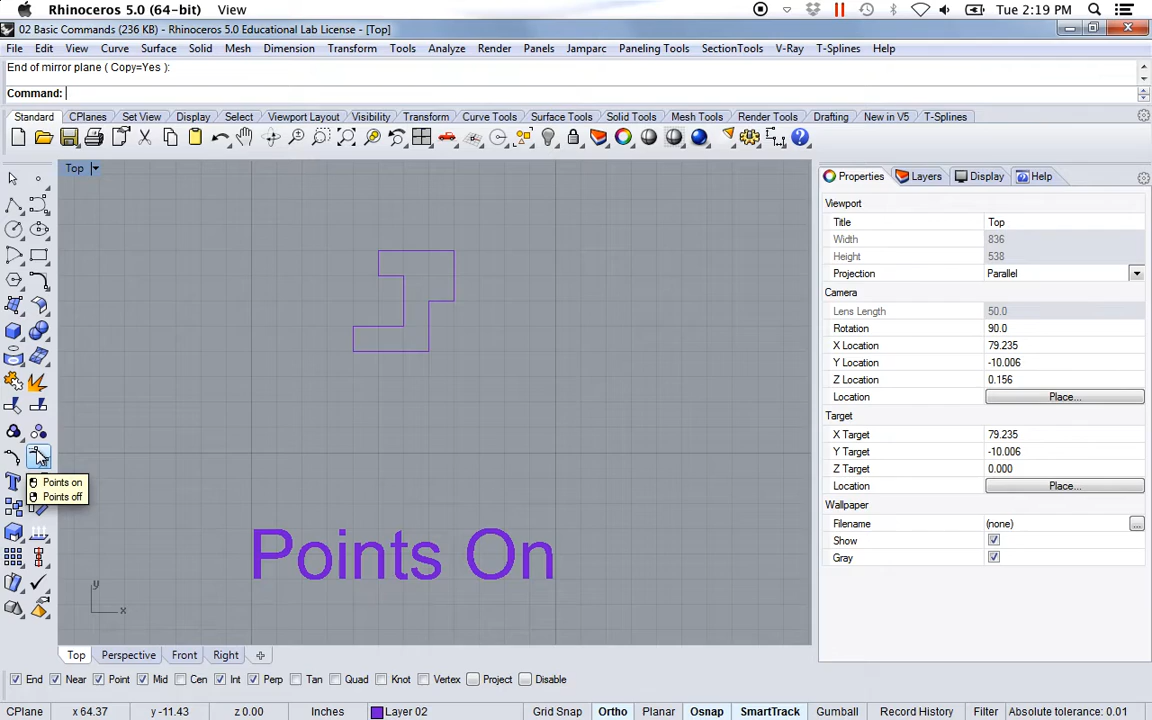 Rhinoceros 5.0 (64-bit) View Tue 2:19 PM
02 Basic Commands (236 KB) - Rhinoceros 5.0 Educational Lab License - [Top]
File Edit View Curve Surface Solid Mesh Dimension Transform Tools Analyze Render Panels Jamparc Paneling Tools SectionTools V-Ray T-Splines Help
End of mirror plane ( Copy=Yes ):
Command:
Standard CPlanes Set View Display Select Viewport Layout Visibility Transform Curve Tools Surface Tools Solid Tools Mesh Tools Render Tools Drafting New in V5 T-Splines
Top
Properties Layers Display Help
Viewport
Title Top
Width 836
Height 538
Projection Parallel
Camera
Lens Length 50.0
Rotation 90.0
X Location 79.235
Y Location -10.006
Z Location 0.156
Location Place...
Target
X Target 79.235
Y Target -10.006
Z Target 0.000
Location Place...
Wallpaper
Filename (none) ...
Show
Gray
Points on
Points off
Points On
y
x
Top Perspective Front Right
End Near Point Mid Cen Int Perp Tan Quad Knot Vertex Project Disable
CPlane x 64.37 y -11.43 z 0.00 Inches Layer 02 Grid Snap Ortho Planar Osnap SmartTrack Gumball Record History Filter Absolute tolerance: 0.01